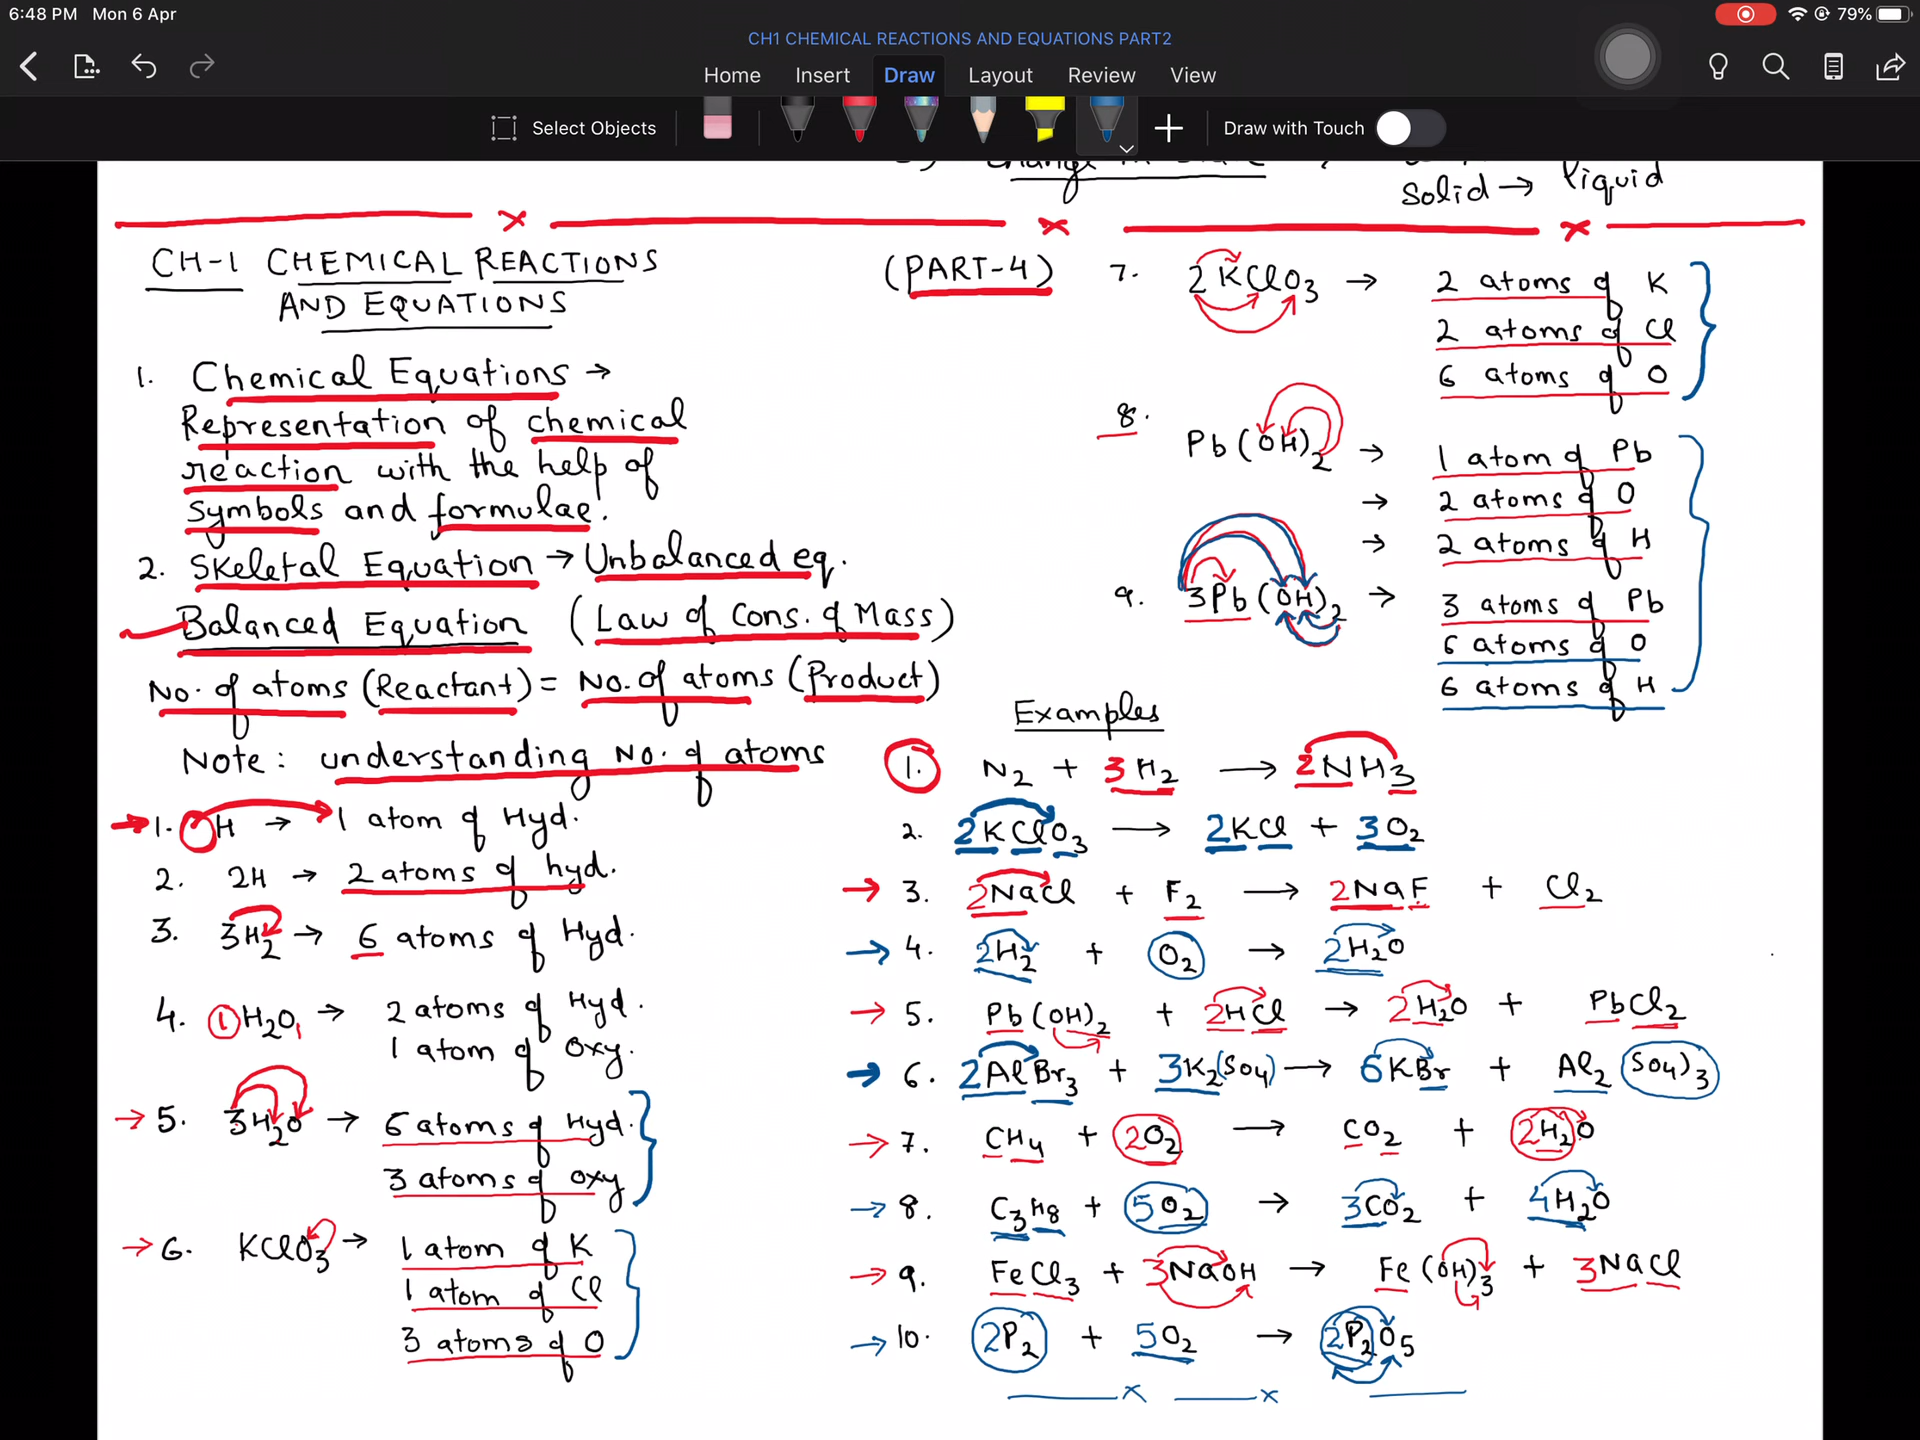 6:48 PM Mon 6 Apr
79%
CH1 CHEMICAL REACTIONS AND EQUATIONS PART2
Home Insert Draw Layout Review View
Select Objects
Draw with Touch
solid → liquid
CH-1 CHEMICAL REACTIONS (PART-4)
AND EQUATIONS
1. Chemical Equations →
Representation of chemical
reaction with the help of
symbols and formulae.
2. Skeletal Equation → Unbalanced eq.
Balanced Equation (Law of Cons. of Mass)
No. of atoms (Reactant) = No. of atoms (Product)
Note: understanding No. of atoms
1. H → 1 atom of Hyd.
2. 2H → 2 atoms of hyd.
3. 3H2 → 6 atoms of Hyd.
4. 1 H2O1 → 2 atoms of Hyd.
1 atom of oxy.
→ 5. 3H2O → 6 atoms of Hyd.
3 atoms of oxy
→ 6. KClO3 → 1 atom of K
1 atom of Cl
3 atoms of O
7. 2KClO3 → 2 atoms of K
2 atoms of Cl
6 atoms of O
8. Pb(OH)2 → 1 atom of Pb
→ 2 atoms of O
→ 2 atoms of H
9. 3Pb(OH)2 → 3 atoms of Pb
6 atoms of O
6 atoms of H
Examples
1. N2 + 3H2 → 2NH3
2. 2KClO3 → 2KCl + 3O2
→ 3. 2NaCl + F2 → 2NaF + Cl2
→ 4. 2H2 + O2 → 2H2O
→ 5. Pb(OH)2 + 2HCl → 2H2O + PbCl2
→ 6. 2AlBr3 + 3K2(SO4) → 6KBr + Al2(SO4)3
→ 7. CH4 + 2O2 → CO2 + 2H2O
→ 8. C3H8 + 5O2 → 3CO2 + 4H2O
→ 9. FeCl3 + 3NaOH → Fe(OH)3 + 3NaCl
→ 10. 2P2 + 5O2 → 2P2O5